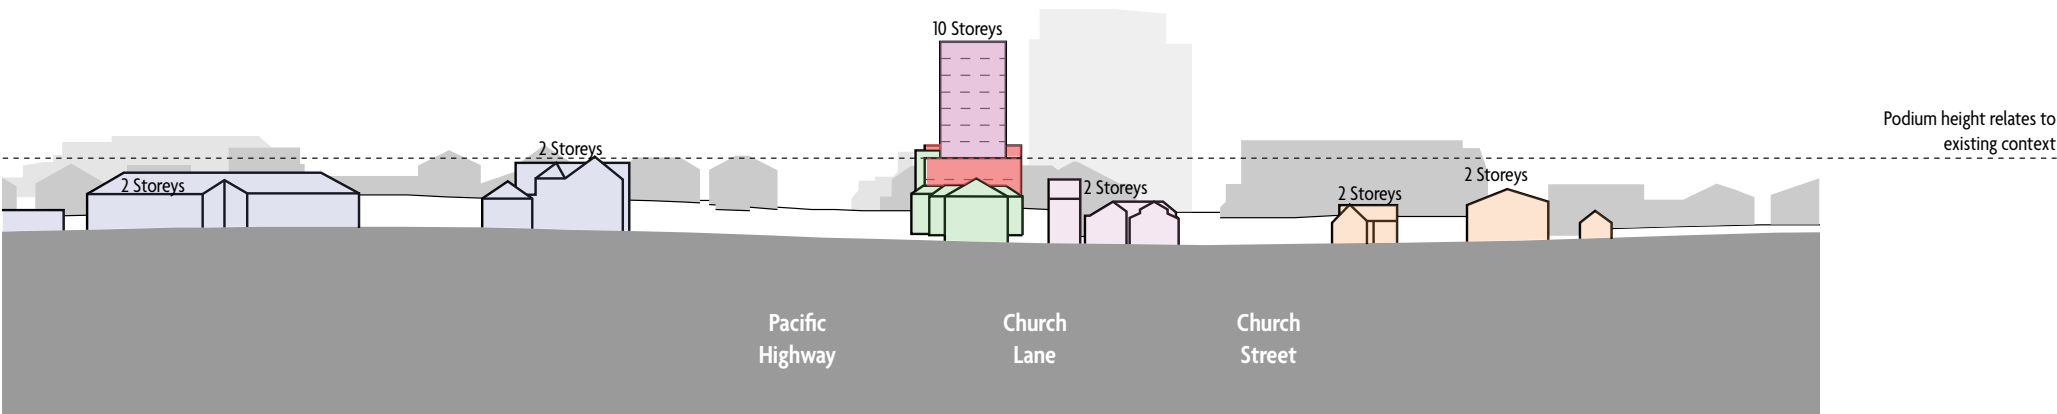 10 Storeys
Podium height relates to
existing context
2 Storeys
2 Storeys
2 Storeys
2 Storeys
2 Storeys
Pacific
Highway
Church
Lane
Church
Street